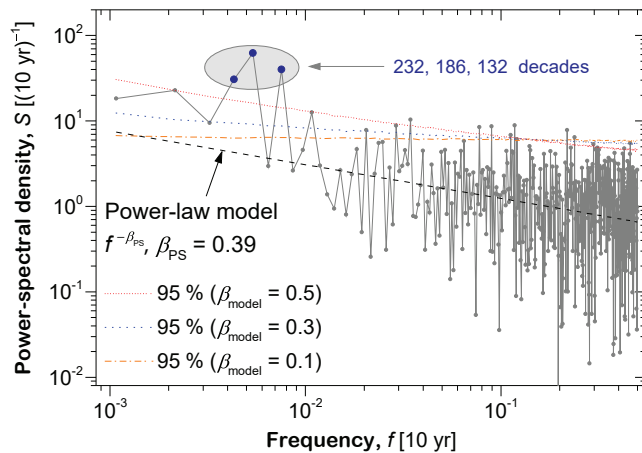 10²
10¹
10⁰
10⁻¹
10⁻²
Power-spectral density, S [(10 yr)⁻¹]
232, 186, 132 decades
Power-law model
f^−β_PS, β_PS = 0.39
95 % (β_model = 0.5)
95 % (β_model = 0.3)
95 % (β_model = 0.1)
10⁻³
10⁻²
10⁻¹
Frequency, f [10 yr]